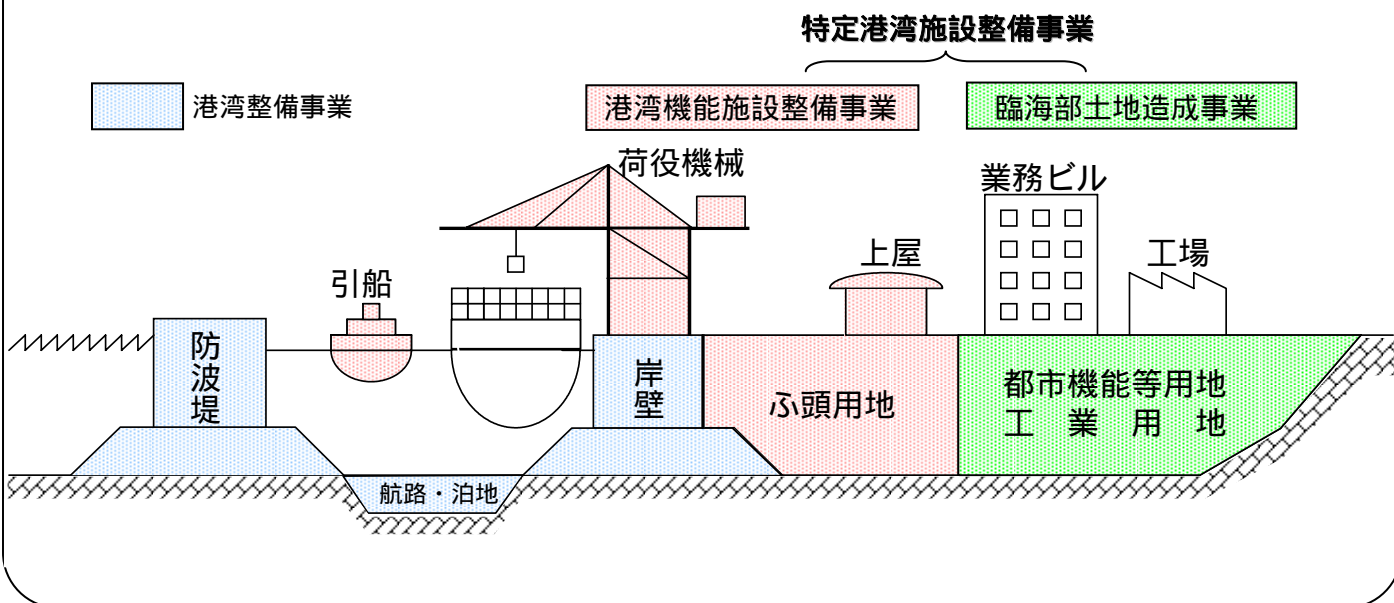 特定港湾施設整備事業
港湾整備事業
港湾機能施設整備事業
臨海部土地造成事業
荷役機械
業務ビル
上屋
工場
引船
防波堤
岸壁
ふ頭用地
都市機能等用地
工業用地
航路・泊地